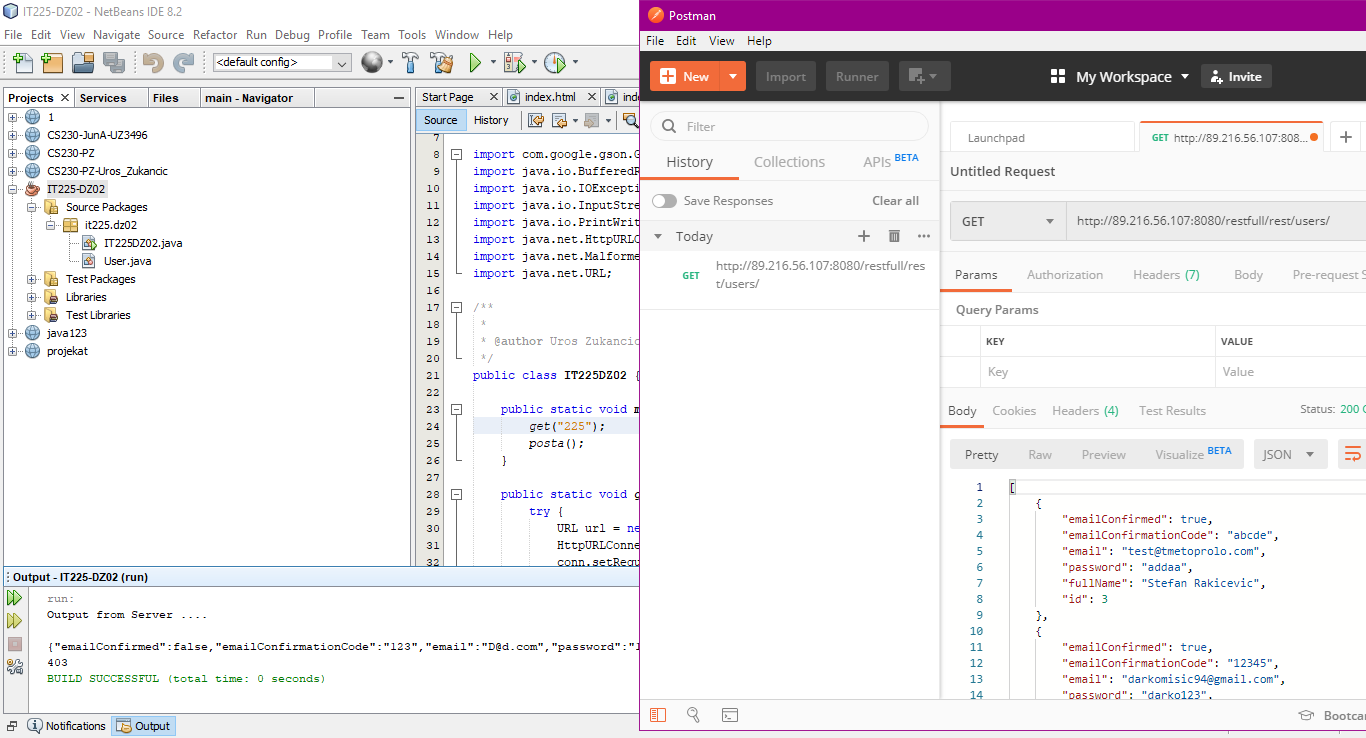 IT225-DZ02 - NetBeans IDE 8.2
File Edit View Navigate Source Refactor Run Debug Profile Team Tools Window Help
<default config>
Projects Services Files main - Navigator
1
CS230-JunA-UZ3496
CS230-PZ
CS230-PZ-Uros_Zukancic
IT225-DZ02
Source Packages
it225.dz02
IT225DZ02.java
User.java
Test Packages
Libraries
Test Libraries
java123
projekat
Start Page index.html ind
Source History
7
8 import com.google.gson.G
9 import java.io.BufferedR
10 import java.io.IOExcepti
11 import java.io.InputStre
12 import java.io.PrintWrit
13 import java.net.HttpURLC
14 import java.net.Malforme
15 import java.net.URL;
16
17 /**
18 *
19 * @author Uros Zukancic
20 */
21 public class IT225DZ02 {
22
23 public static void m
24 get("225");
25 posta();
26 }
27
28 public static void g
29 try {
30 URL url = ne
31 HttpURLConne
32 conn.setRequ
Output - IT225-DZ02 (run)
run:
Output from Server ....
{"emailConfirmed":false,"emailConfirmationCode":"123","email":"D@d.com","password":"
403
BUILD SUCCESSFUL (total time: 0 seconds)
Notifications Output
Postman
File Edit View Help
New Import Runner My Workspace Invite
Filter
History Collections APIs BETA
Save Responses Clear all
Today
GET http://89.216.56.107:8080/restfull/res
t/users/
Launchpad GET http://89.216.56.107:808...
Untitled Request
GET http://89.216.56.107:8080/restfull/rest/users/
Params Authorization Headers (7) Body Pre-request S
Query Params
KEY VALUE
Key Value
Body Cookies Headers (4) Test Results Status: 200
Pretty Raw Preview Visualize BETA JSON
1 [
2 {
3 "emailConfirmed": true,
4 "emailConfirmationCode": "abcde",
5 "email": "test@tmetoprolo.com",
6 "password": "addaa",
7 "fullName": "Stefan Rakicevic",
8 "id": 3
9 },
10 {
11 "emailConfirmed": true,
12 "emailConfirmationCode": "12345",
13 "email": "darkomisic94@gmail.com",
14 "password": "darko123",
Bootca